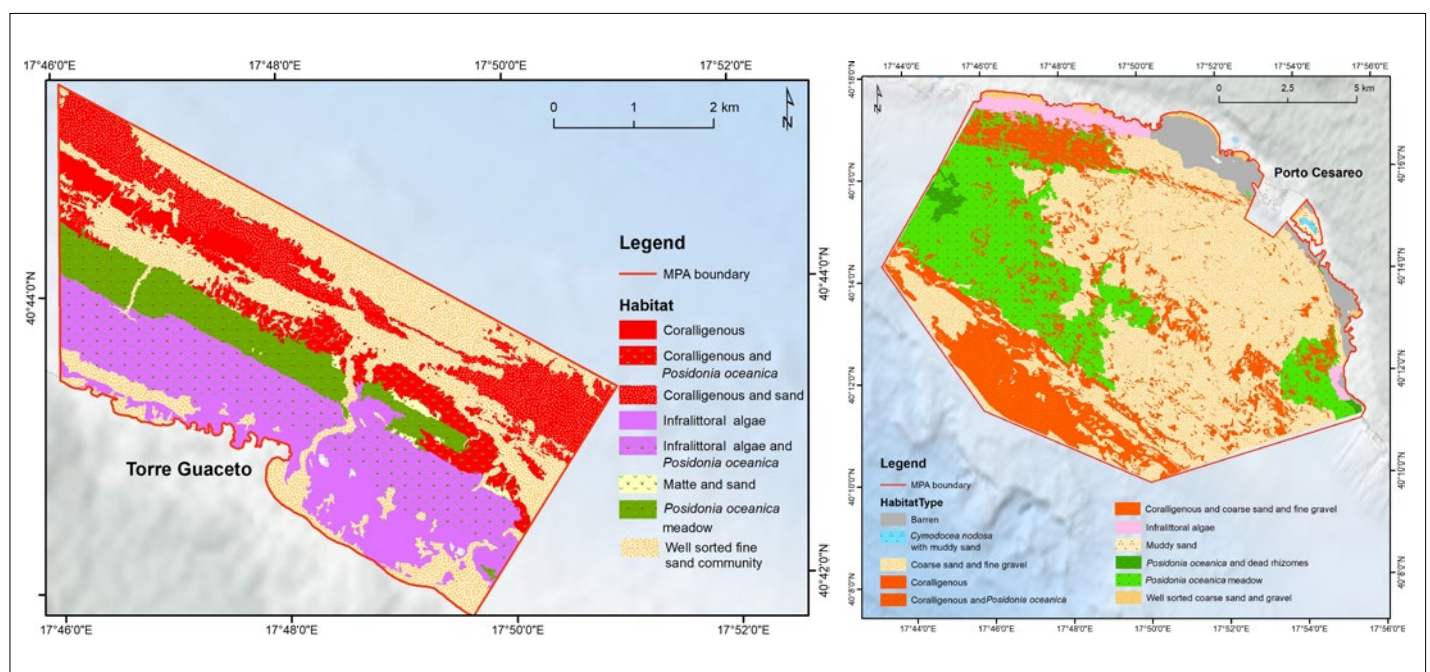 17°46'0"E 17°48'0"E 17°50'0"E 17°52'0"E
0 1 2 km
N
40°44'0"N
40°44'0"N
40°42'0"N
Legend
MPA boundary
Habitat
Coralligenous
Coralligenous and
Posidonia oceanica
Coralligenous and sand
Infralittoral algae
Infralittoral algae and
Posidonia oceanica
Matte and sand
Posidonia oceanica
meadow
Well sorted fine
sand community
Torre Guaceto
17°46'0"E 17°48'0"E 17°50'0"E 17°52'0"E
17°44'0"E 17°46'0"E 17°48'0"E 17°50'0"E 17°52'0"E 17°54'0"E 17°56'0"E
0 2,5 5 km
N
40°18'0"N
40°16'0"N
40°14'0"N
40°12'0"N
40°10'0"N
40°8'0"N
Porto Cesareo
40°16'0"N
40°14'0"N
40°12'0"N
40°10'0"N
40°8'0"N
Legend
MPA boundary
HabitatType
Barren
Cymodocea nodosa
with muddy sand
Coarse sand and fine gravel
Coralligenous
Coralligenous and Posidonia oceanica
Coralligenous and coarse sand and fine gravel
Infralittoral algae
Muddy sand
Posidonia oceanica and dead rhizomes
Posidonia oceanica meadow
Well sorted coarse sand and gravel
17°44'0"E 17°46'0"E 17°48'0"E 17°50'0"E 17°52'0"E 17°54'0"E 17°56'0"E